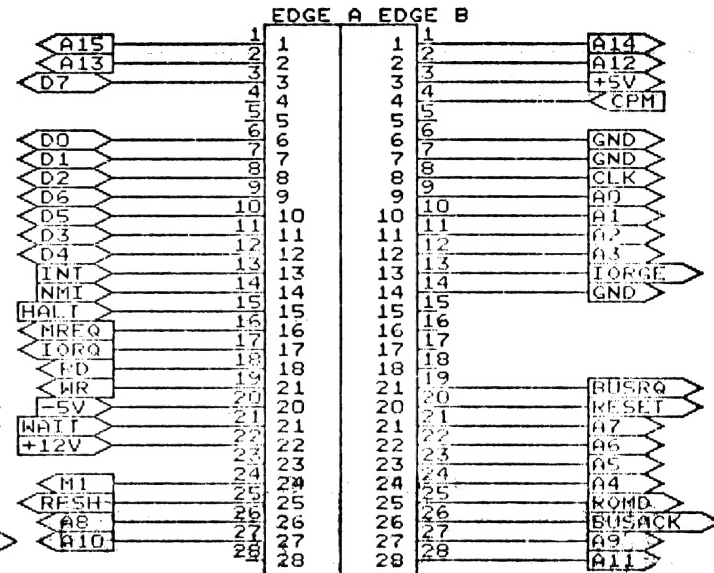 EDGE A EDGE B
A15 1 1 1 1 A14
A13 2 2 2 2 A12
D7 3 3 3 3 +5V
4 4 4 4 CPM
5 5 5 5
D0 6 6 6 6 GND
D1 7 7 7 7 GND
D2 8 8 8 8 CLK
D6 9 9 9 9 A0
D5 10 10 10 10 A1
D3 11 11 11 11 A2
D4 12 12 12 12 A3
INT 13 13 13 13 IORGE
NMI 14 14 14 14 GND
HALT 15 15 15 15
MREQ 16 16 16 16
IORQ 17 17 17 17
RD 18 18 18 18
WR 19 21 21 19 BUSRQ
-5V 20 20 20 20 RESET
WAIT 21 21 21 21 A7
+12V 22 22 22 22 A6
23 23 23 23 A5
M1 24 24 24 24 A4
RFSH 25 25 25 25 ROMD
A8 26 26 26 26 BUSACK
A10 27 27 27 27 A9
28 28 28 28 A11